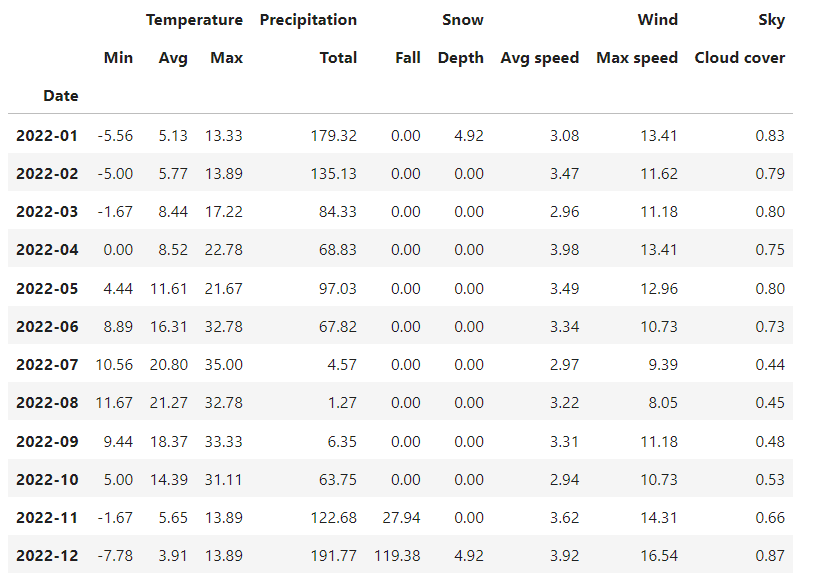 Temperature Precipitation Snow Wind Sky
Min Avg Max Total Fall Depth Avg speed Max speed Cloud cover
Date
2022-01 -5.56 5.13 13.33 179.32 0.00 4.92 3.08 13.41 0.83
2022-02 -5.00 5.77 13.89 135.13 0.00 0.00 3.47 11.62 0.79
2022-03 -1.67 8.44 17.22 84.33 0.00 0.00 2.96 11.18 0.80
2022-04 0.00 8.52 22.78 68.83 0.00 0.00 3.98 13.41 0.75
2022-05 4.44 11.61 21.67 97.03 0.00 0.00 3.49 12.96 0.80
2022-06 8.89 16.31 32.78 67.82 0.00 0.00 3.34 10.73 0.73
2022-07 10.56 20.80 35.00 4.57 0.00 0.00 2.97 9.39 0.44
2022-08 11.67 21.27 32.78 1.27 0.00 0.00 3.22 8.05 0.45
2022-09 9.44 18.37 33.33 6.35 0.00 0.00 3.31 11.18 0.48
2022-10 5.00 14.39 31.11 63.75 0.00 0.00 2.94 10.73 0.53
2022-11 -1.67 5.65 13.89 122.68 27.94 0.00 3.62 14.31 0.66
2022-12 -7.78 3.91 13.89 191.77 119.38 4.92 3.92 16.54 0.87